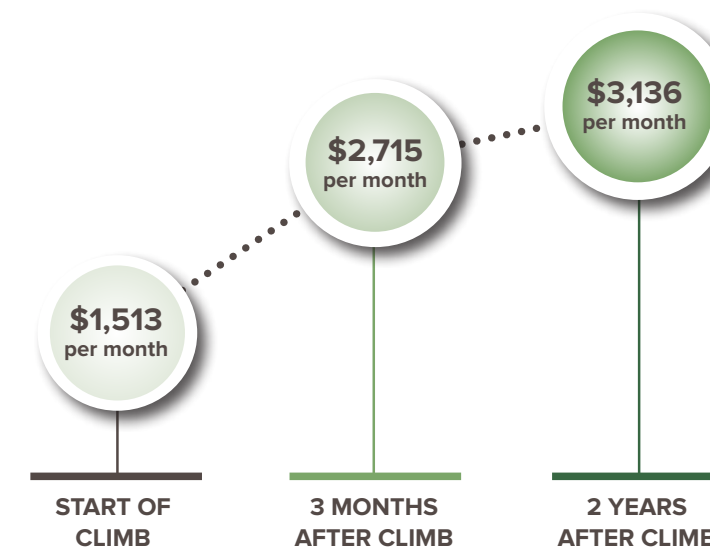 $3,136
per month
$2,715
per month
$1,513
per month
START OF
CLIMB
3 MONTHS
AFTER CLIMB
2 YEARS
AFTER CLIMB